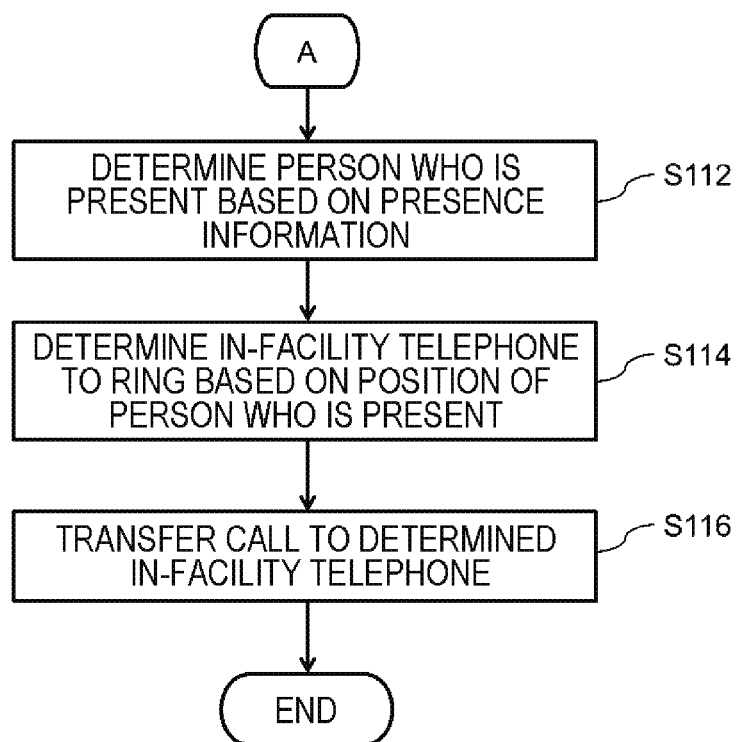 A
DETERMINE PERSON WHO IS
PRESENT BASED ON PRESENCE
INFORMATION
S112
DETERMINE IN-FACILITY TELEPHONE
TO RING BASED ON POSITION OF
PERSON WHO IS PRESENT
S114
TRANSFER CALL TO DETERMINED
IN-FACILITY TELEPHONE
S116
END